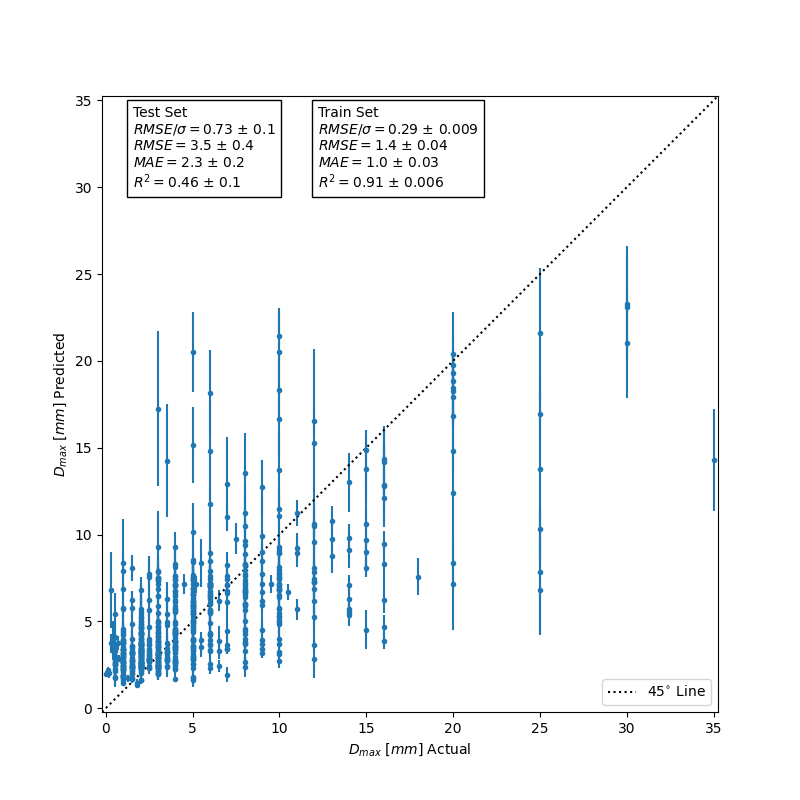 Test Set
RMSE/σ = 0.73 ± 0.1
RMSE = 3.5 ± 0.4
MAE = 2.3 ± 0.2
R² = 0.46 ± 0.1
Train Set
RMSE/σ = 0.29 ± 0.009
RMSE = 1.4 ± 0.04
MAE = 1.0 ± 0.03
R² = 0.91 ± 0.006
35
30
25
20
15
10
5
0
D_max [mm] Predicted
45° Line
0 5 10 15 20 25 30 35
D_max [mm] Actual